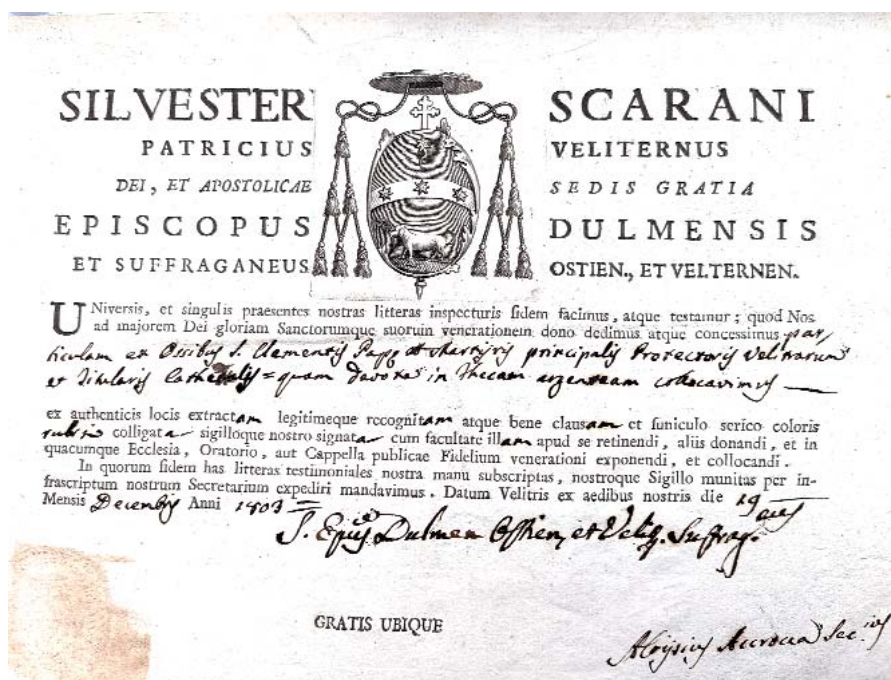 SILVESTER SCARANI
PATRICIUS VELITERNUS
DEI, ET APOSTOLICAE SEDIS GRATIA
EPISCOPUS DULMENSIS
ET SUFFRAGANEUS OSTIEN., ET VELTERNEN.
UNiversis, et singulis praesentes nostras litteras inspecturis fidem facimus, atque testamur; quod Nos
ad majorem Dei gloriam Sanctorumque suorum venerationem dono dedimus atque concessimus par,
ticulam ex Ossibus S. Clementis Papę et Martyris principalis Protectoris Velitrarum
et Titularis Cathedralis = quam devote in thecam argenteam collocavimus
ex authenticis locis extractam legitimeque recognitam atque bene clausam et funiculo serico coloris
rubri colligata sigilloque nostro signata cum facultate illam apud se retinendi, aliis donandi, et in
quacumque Ecclesia, Oratorio, aut Cappella publicae Fidelium venerationi exponendi, et collocandi.
In quorum fidem has litteras testimoniales nostra manu subscriptas, nostroque Sigillo munitas per in-
frascriptum nostrum Secretarium expediri mandavimus. Datum Velitris ex aedibus nostris die 19
Mensis Decembris Anni 1803
S. Epūs Dulmen Ostien, et Velit. Suffrag.
GRATIS UBIQUE
Aloysius Sec.ius